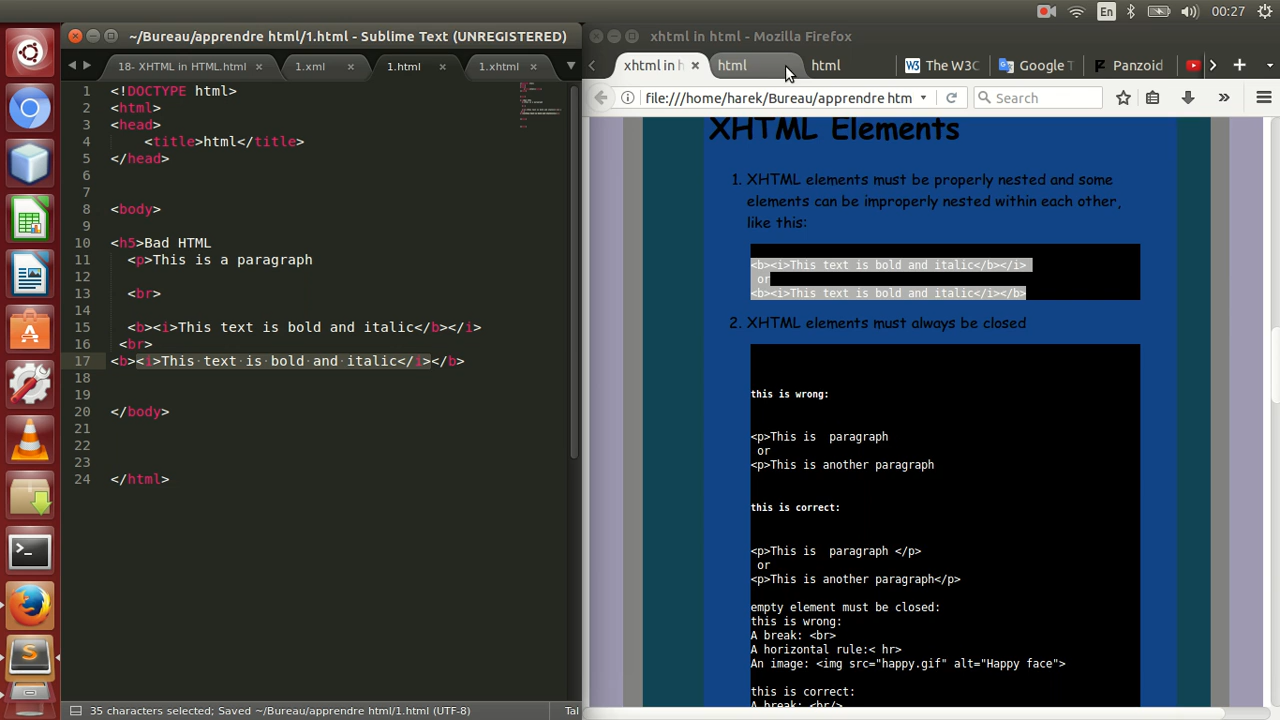 En
00:27
~/Bureau/apprendre html/1.html - Sublime Text (UNREGISTERED)
18- XHTML in HTML.html
1.xml
1.html
1.xhtml
1 <!DOCTYPE html>
2 <html>
3 <head>
4 <title>html</title>
5 </head>
6
7
8 <body>
9
10 <h5>Bad HTML
11 <p>This is a paragraph
12
13 <br>
14
15 <b><i>This text is bold and italic</b></i>
16 <br>
17 <b><i>This text is bold and italic</i></b>
18
19
20 </body>
21
22
23
24 </html>
35 characters selected; Saved ~/Bureau/apprendre html/1.html (UTF-8)
Tal
xhtml in html - Mozilla Firefox
xhtml in h
html
html
The W3C
Google T
Panzoid
file:///home/harek/Bureau/apprendre htm
Search
XHTML Elements
1. XHTML elements must be properly nested and some
elements can be improperly nested within each other,
like this:
<b><i>This text is bold and italic</b></i>
or
<b><i>This text is bold and italic</i></b>
2. XHTML elements must always be closed
this is wrong:
<p>This is  paragraph
or
<p>This is another paragraph
this is correct:
<p>This is  paragraph </p>
or
<p>This is another paragraph</p>
empty element must be closed:
this is wrong:
A break: <br>
A horizontal rule:< hr>
An image: <img src="happy.gif" alt="Happy face">
this is correct:
A break: <br/>